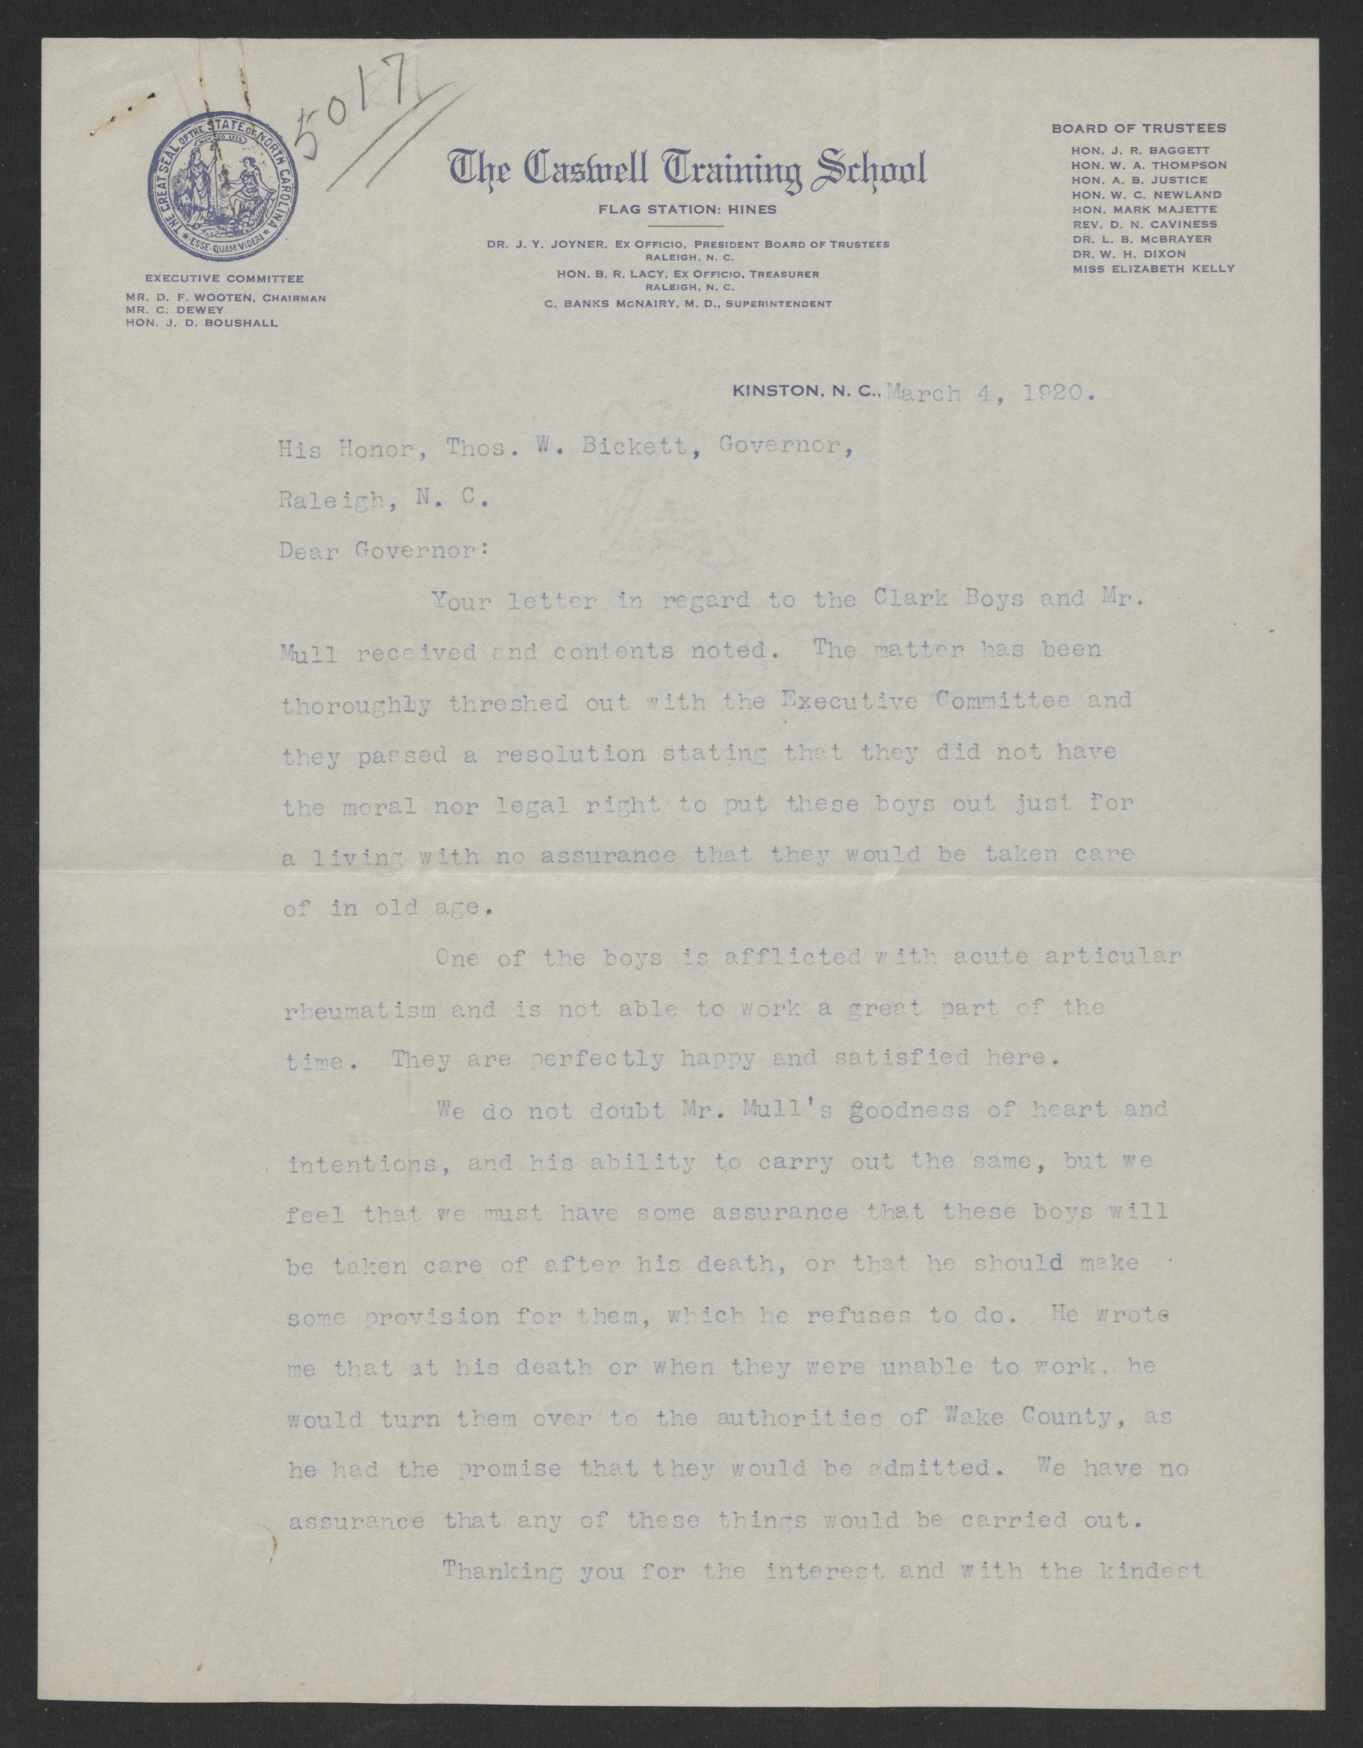 5017
THE GREAT SEAL OF THE STATE OF NORTH CAROLINA
ESSE QUAM VIDERI
The Caswell Training School
FLAG STATION: HINES
DR. J. Y. JOYNER, EX OFFICIO, PRESIDENT BOARD OF TRUSTEES
RALEIGH, N. C.
HON. B. R. LACY, EX OFFICIO, TREASURER
RALEIGH, N. C.
C. BANKS McNAIRY, M. D., SUPERINTENDENT
BOARD OF TRUSTEES
HON. J. R. BAGGETT
HON. W. A. THOMPSON
HON. A. B. JUSTICE
HON. W. C. NEWLAND
HON. MARK MAJETTE
REV. D. N. CAVINESS
DR. L. B. McBRAYER
DR. W. H. DIXON
MISS ELIZABETH KELLY
EXECUTIVE COMMITTEE
MR. D. F. WOOTEN, CHAIRMAN
MR. C. DEWEY
HON. J. D. BOUSHALL
KINSTON, N. C., March 4, 1920.
His Honor, Thos. W. Bickett, Governor,
Raleigh, N. C.
Dear Governor:
Your letter in regard to the Clark Boys and Mr.
Mull received and contents noted. The matter has been
thoroughly threshed out with the Executive Committee and
they passed a resolution stating that they did not have
the moral nor legal right to put these boys out just for
a living with no assurance that they would be taken care
of in old age.
One of the boys is afflicted with acute articular
rheumatism and is not able to work a great part of the
time. They are perfectly happy and satisfied here.
We do not doubt Mr. Mull's goodness of heart and
intentions, and his ability to carry out the same, but we
feel that we must have some assurance that these boys will
be taken care of after his death, or that he should make
some provision for them, which he refuses to do. He wrote
me that at his death or when they were unable to work, he
would turn them over to the authorities of Wake County, as
he had the promise that they would be admitted. We have no
assurance that any of these things would be carried out.
Thanking you for the interest and with the kindest